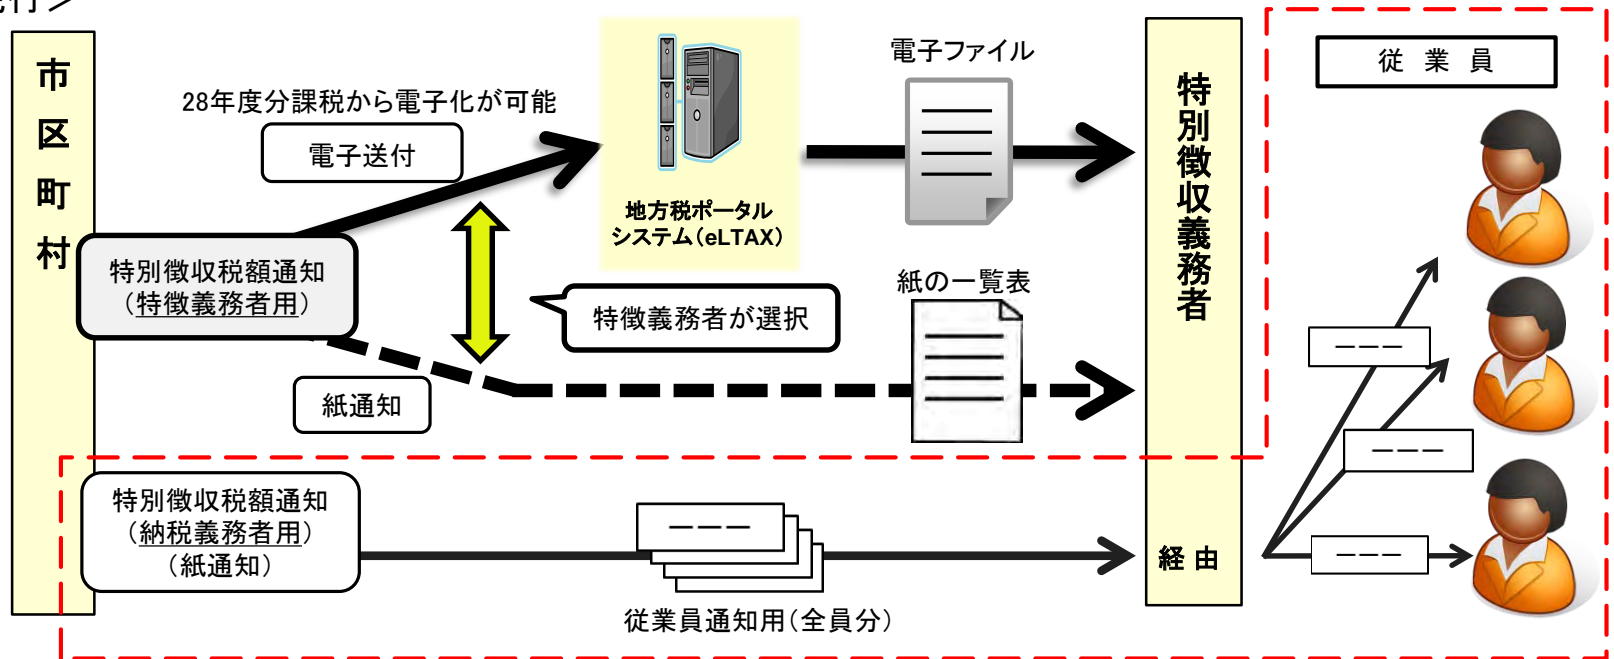 市区町村
28年度分課税から電子化が可能
電子送付
特別徴収税額通知
（特徴義務者用）
地方税ポータル
システム（eLTAX）
電子ファイル
特徴義務者が選択
紙の一覧表
紙通知
特別徴収義務者
従業員
特別徴収税額通知
（納税義務者用）
（紙通知）
従業員通知用（全員分）
経由